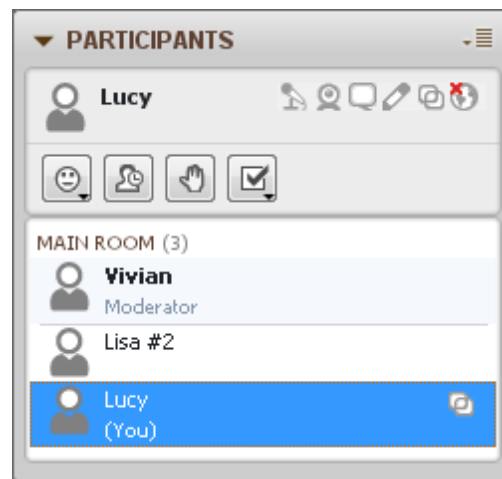 PARTICIPANTS
Lucy
MAIN ROOM (3)
Vivian
Moderator
Lisa #2
Lucy
(You)